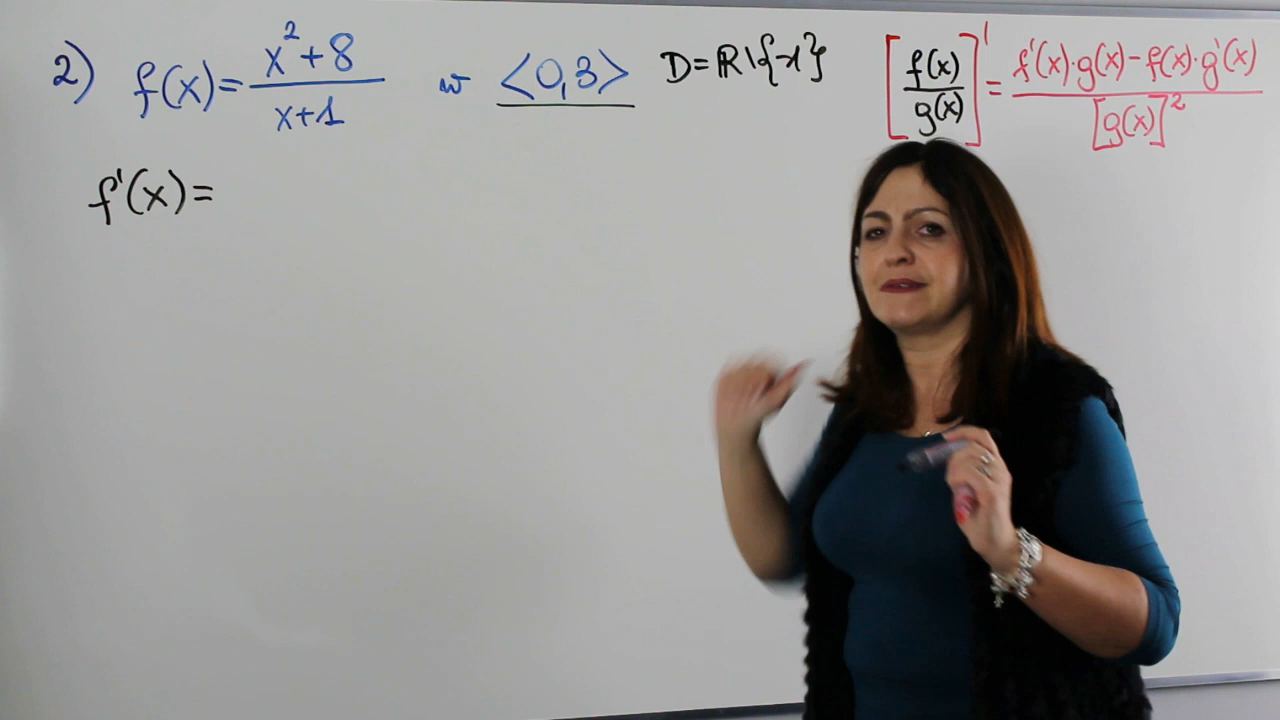 2) f(x)= x²+8 / x+1 w <0,3> D=ℝ\{-1} [f(x)/g(x)]' = f'(x)·g(x)-f(x)·g'(x) / [g(x)]²
f'(x)=